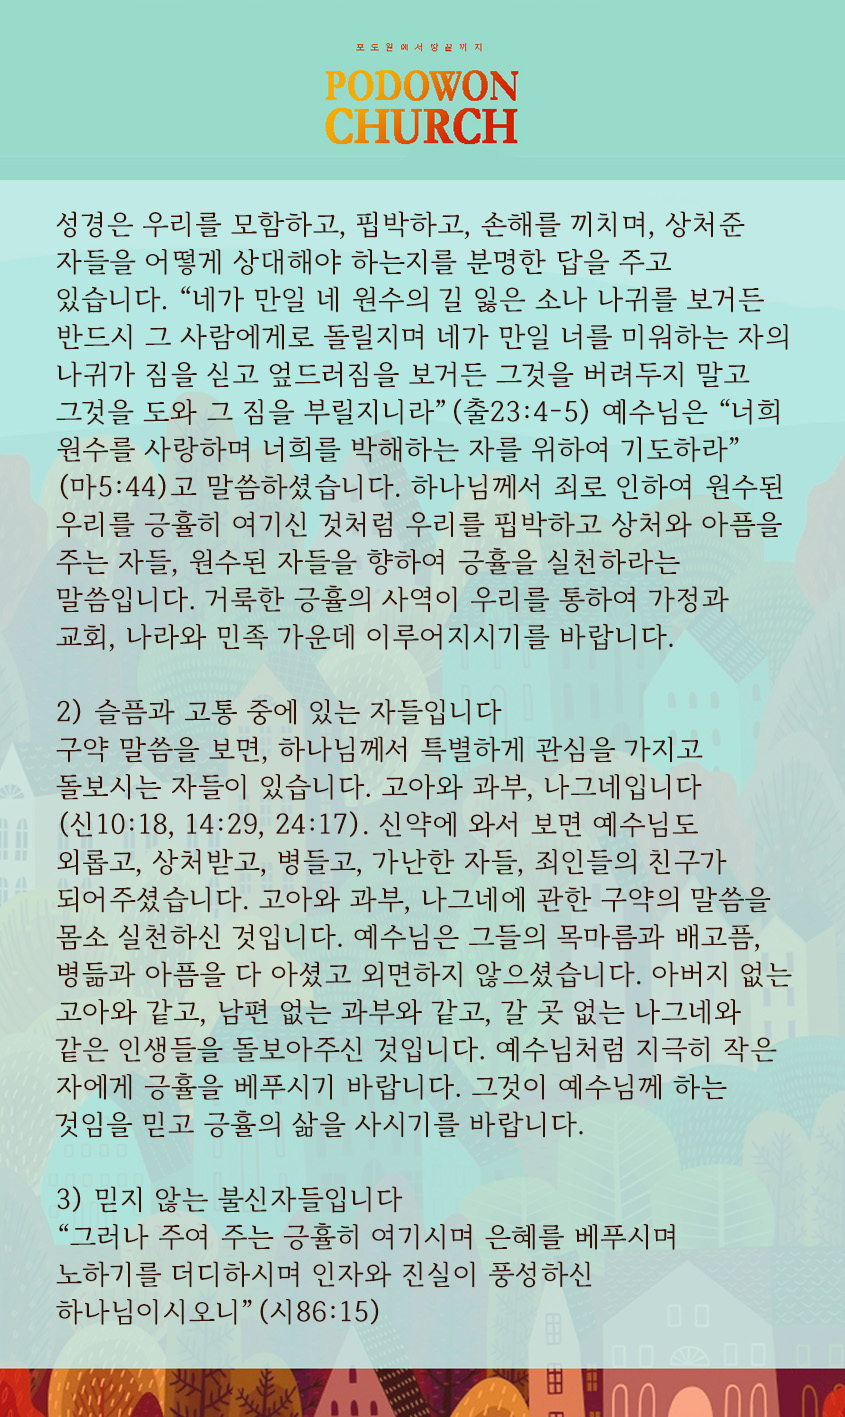 포도원에서땅끝까지
PODOWON
CHURCH
성경은 우리를 모함하고, 핍박하고, 손해를 끼치며, 상처준
자들을 어떻게 상대해야 하는지를 분명한 답을 주고
있습니다. “네가 만일 네 원수의 길 잃은 소나 나귀를 보거든
반드시 그 사람에게로 돌릴지며 네가 만일 너를 미워하는 자의
나귀가 짐을 싣고 엎드러짐을 보거든 그것을 버려두지 말고
그것을 도와 그 짐을 부릴지니라” (출23:4-5) 예수님은 “너희
원수를 사랑하며 너희를 박해하는 자를 위하여 기도하라”
(마5:44)고 말씀하셨습니다. 하나님께서 죄로 인하여 원수된
우리를 긍휼히 여기신 것처럼 우리를 핍박하고 상처와 아픔을
주는 자들, 원수된 자들을 향하여 긍휼을 실천하라는
말씀입니다. 거룩한 긍휼의 사역이 우리를 통하여 가정과
교회, 나라와 민족 가운데 이루어지시기를 바랍니다.
2) 슬픔과 고통 중에 있는 자들입니다
구약 말씀을 보면, 하나님께서 특별하게 관심을 가지고
돌보시는 자들이 있습니다. 고아와 과부, 나그네입니다
(신10:18, 14:29, 24:17). 신약에 와서 보면 예수님도
외롭고, 상처받고, 병들고, 가난한 자들, 죄인들의 친구가
되어주셨습니다. 고아와 과부, 나그네에 관한 구약의 말씀을
몸소 실천하신 것입니다. 예수님은 그들의 목마름과 배고픔,
병듦과 아픔을 다 아셨고 외면하지 않으셨습니다. 아버지 없는
고아와 같고, 남편 없는 과부와 같고, 갈 곳 없는 나그네와
같은 인생들을 돌보아주신 것입니다. 예수님처럼 지극히 작은
자에게 긍휼을 베푸시기 바랍니다. 그것이 예수님께 하는
것임을 믿고 긍휼의 삶을 사시기를 바랍니다.
3) 믿지 않는 불신자들입니다
“그러나 주여 주는 긍휼히 여기시며 은혜를 베푸시며
노하기를 더디하시며 인자와 진실이 풍성하신
하나님이시오니” (시86:15)